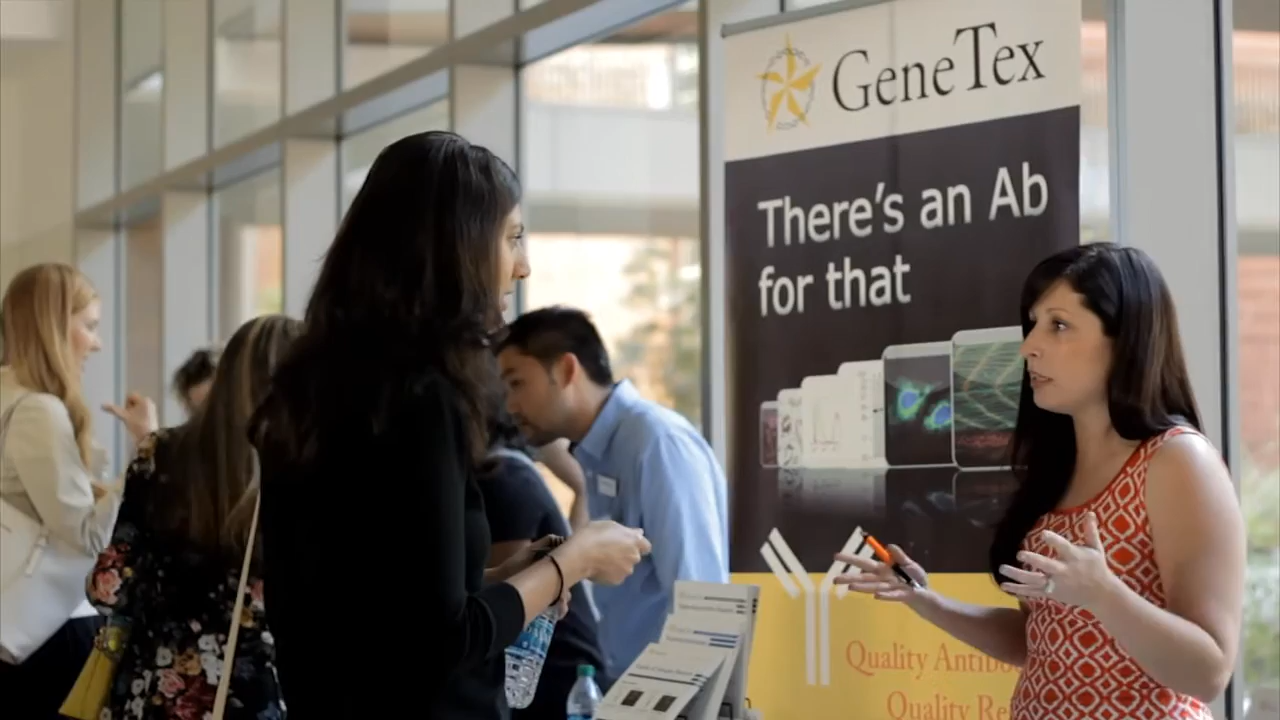 GeneTex
There's an Ab
for that
Quality Antibo
Quality Re